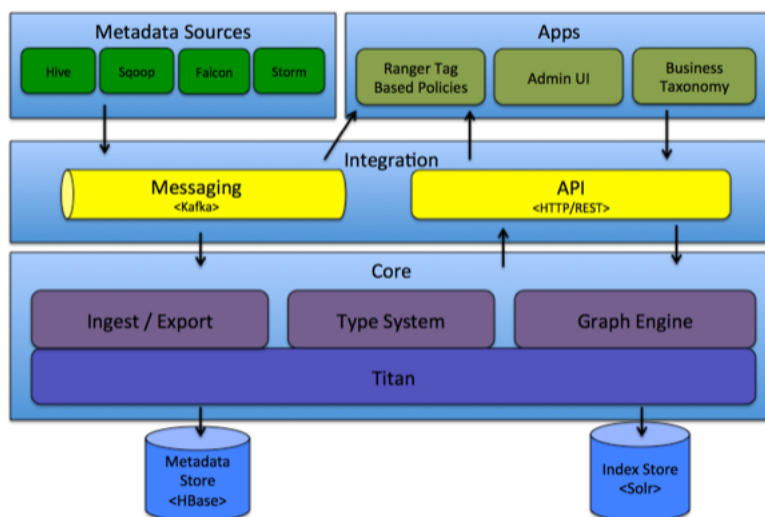 Metadata Sources
Apps
Hive
Sqoop
Falcon
Storm
Ranger Tag
Based Policies
Admin UI
Business
Taxonomy
Integration
Messaging
<Kafka>
API
<HTTP/REST>
Core
Ingest / Export
Type System
Graph Engine
Titan
Metadata
Store
<HBase>
Index Store
<Solr>